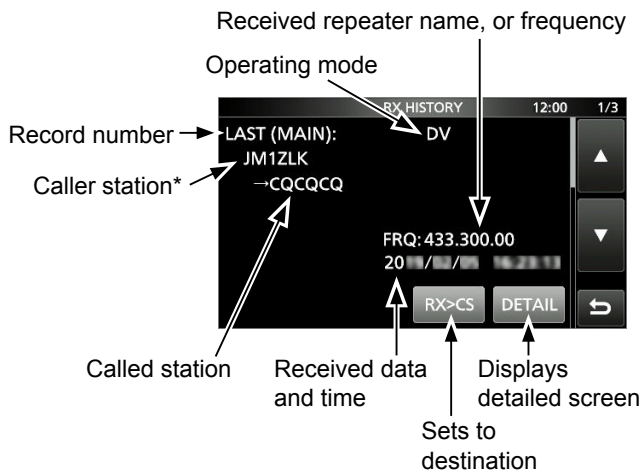 Received repeater name, or frequency
Operating mode
RX HISTORY 12:00 1/3
Record number
LAST (MAIN): DV
JM1ZLK
Caller station*
→CQCQCQ
FRQ: 433.300.00
20
RX>CS DETAIL
Called station
Received data
and time
Displays
detailed screen
Sets to
destination